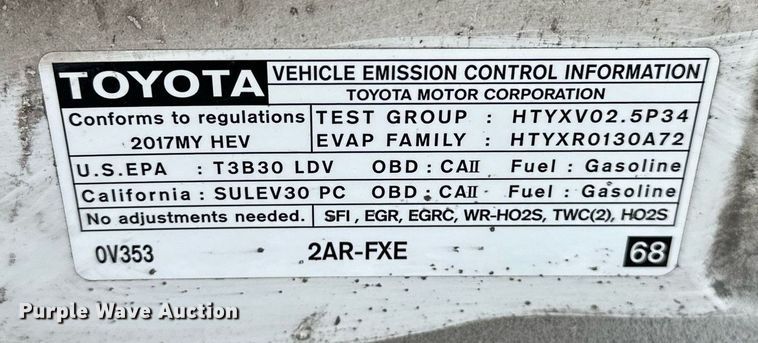 TOYOTA VEHICLE EMISSION CONTROL INFORMATION
TOYOTA MOTOR CORPORATION
Conforms to regulations TEST GROUP : HTYXV02.5P34
2017MY HEV EVAP FAMILY : HTYXR0130A72
U.S.EPA : T3B30 LDV OBD : CAII Fuel : Gasoline
California : SULEV30 PC OBD : CAII Fuel : Gasoline
No adjustments needed. SFI , EGR, EGRC, WR-HO2S, TWC(2), HO2S
0V353 2AR-FXE 68
Purple Wave Auction